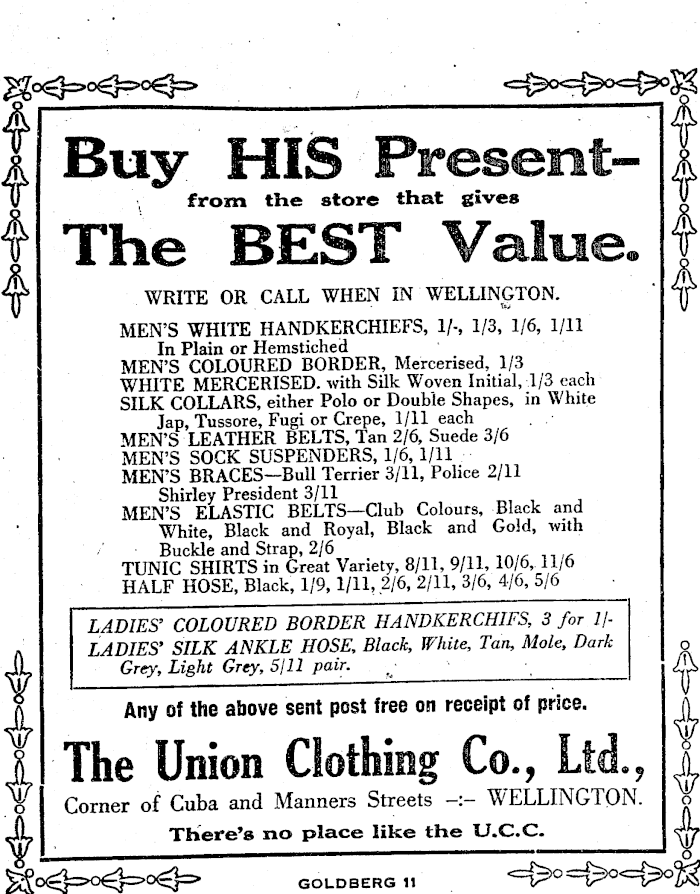 Buy HIS Present-
from the store that gives
The BEST Value.
WRITE OR CALL WHEN IN WELLINGTON.
MEN'S WHITE HANDKERCHIEFS, 1/-, 1/3, 1/6, 1/11
In Plain or Hemstiched
MEN'S COLOURED BORDER, Mercerised, 1/3
WHITE MERCERISED. with Silk Woven Initial, 1/3 each
SILK COLLARS, either Polo or Double Shapes, in White
Jap, Tussore, Fugi or Crepe, 1/11 each
MEN'S LEATHER BELTS, Tan 2/6, Suede 3/6
MEN'S SOCK SUSPENDERS, 1/6, 1/11
MEN'S BRACES—Bull Terrier 3/11, Police 2/11
Shirley President 3/11
MEN'S ELASTIC BELTS—Club Colours, Black and
White, Black and Royal, Black and Gold, with
Buckle and Strap, 2/6
TUNIC SHIRTS in Great Variety, 8/11, 9/11, 10/6, 11/6
HALF HOSE, Black, 1/9, 1/11, 2/6, 2/11, 3/6, 4/6, 5/6
LADIES' COLOURED BORDER HANDKERCHIFS, 3 for 1/-
LADIES' SILK ANKLE HOSE, Black, White, Tan, Mole, Dark
Grey, Light Grey, 5/11 pair.
Any of the above sent post free on receipt of price.
The Union Clothing Co., Ltd.,
Corner of Cuba and Manners Streets -:- WELLINGTON.
There's no place like the U.C.C.
GOLDBERG 11